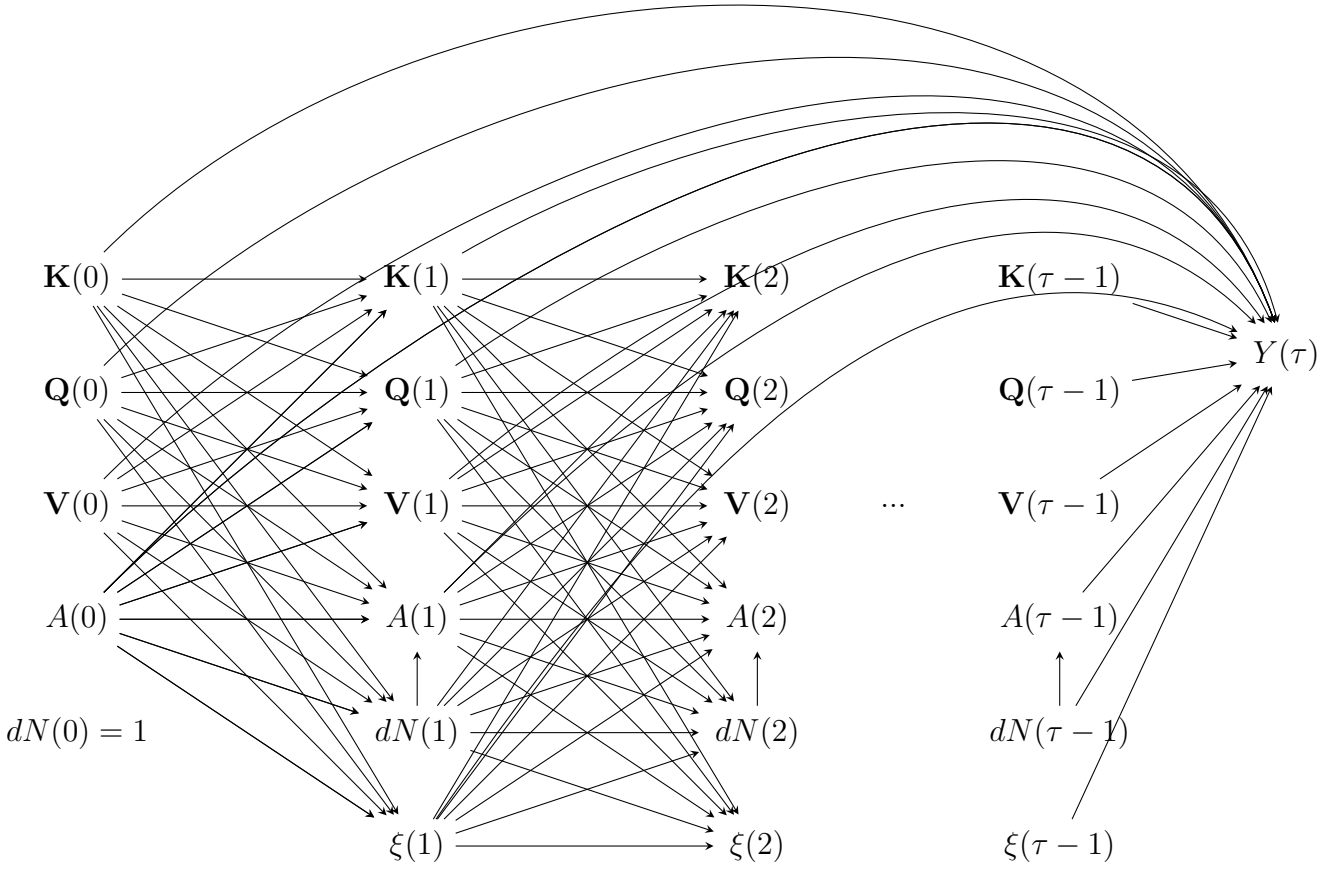 𝐊(0) 𝐊(1) 𝐊(2) 𝐊(τ − 1)
Y(τ)
𝐐(0) 𝐐(1) 𝐐(2) 𝐐(τ − 1)
𝐕(0) 𝐕(1) 𝐕(2) ... 𝐕(τ − 1)
A(0) A(1) A(2) A(τ − 1)
dN(0) = 1 dN(1) dN(2) dN(τ − 1)
ξ(1) ξ(2) ξ(τ − 1)